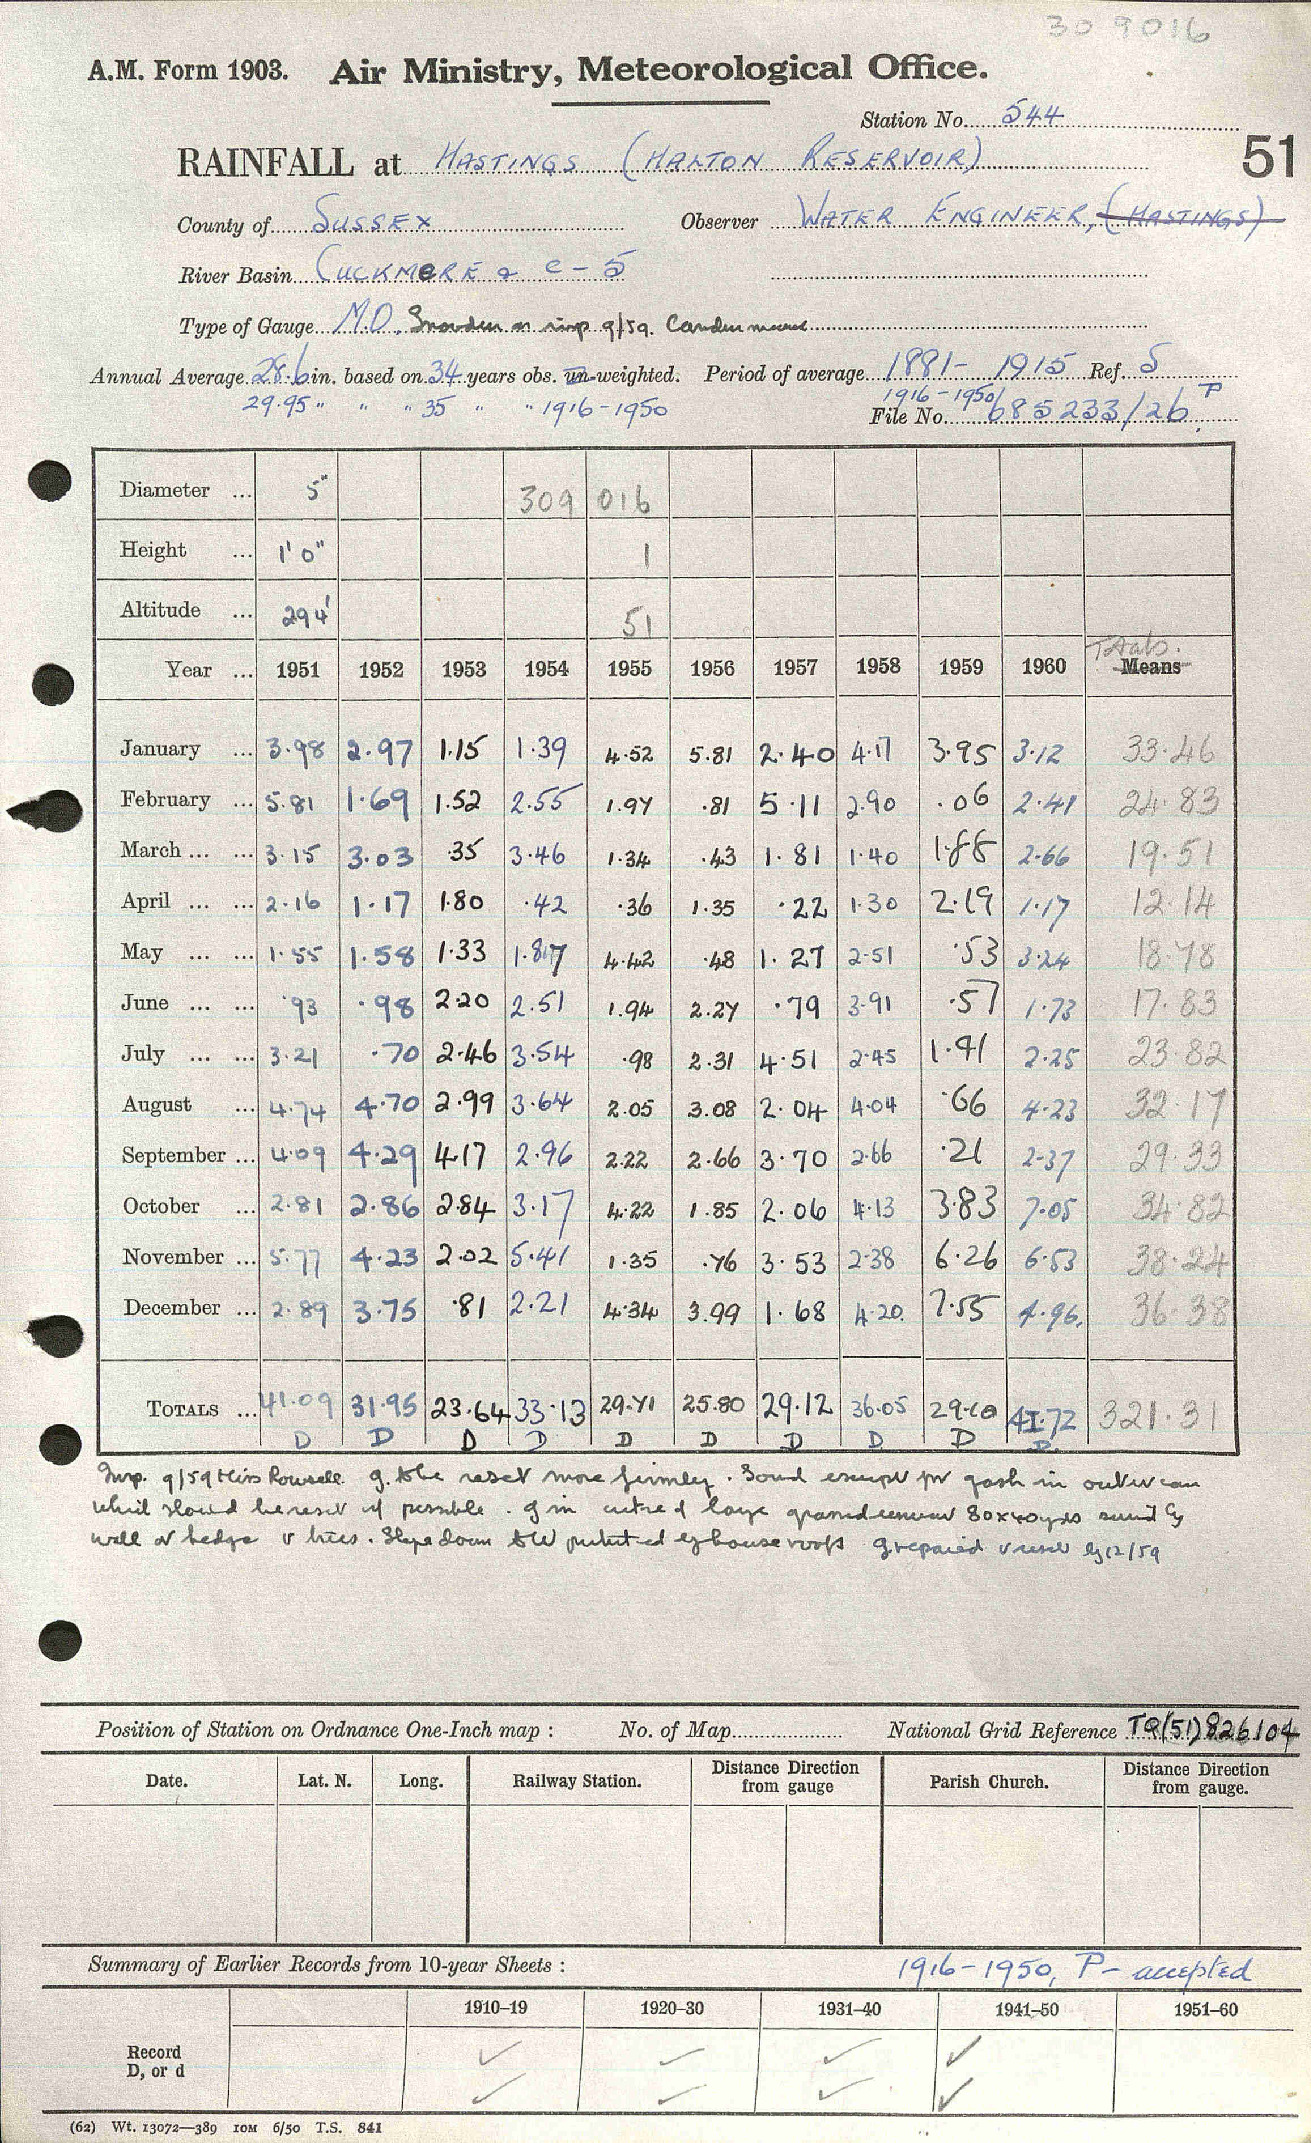 30 9016
A.M. Form 1903. Air Ministry, Meteorological Office.
Station No. 544
51
RAINFALL at HASTINGS (HALTON RESERVOIR)
County of SUSSEX Observer WATER ENGINEER, (HASTINGS)
River Basin CUCKMERE & C - 5
Type of Gauge M.O. Snowdon on insp 9/59. Camden means
Annual Average 28.6 in. based on 34 years obs. un-weighted. Period of average 1881- 1915 Ref. 5
29.95 " " " 35 " " 1916-1950 1916-1950
File No. 685233/26 P
Diameter ... 5" 309 016
Height ... 1' 0" 1
Altitude ... 294' 51
Totals.
Year ... 1951 1952 1953 1954 1955 1956 1957 1958 1959 1960 Means
January ... 3.98 2.97 1.15 1.39 4.52 5.81 2.40 4.17 3.95 3.12 33.46
February ... 5.81 1.69 1.52 2.55 1.97 .81 5.11 2.90 .06 2.41 24.83
March ... ... 3.15 3.03 .35 3.46 1.34 .43 1.81 1.40 1.88 2.66 19.51
April ... ... 2.16 1.17 1.80 .42 .36 1.35 .22 1.30 2.19 1.17 12.14
May ... ... 1.55 1.58 1.33 1.87 4.42 .48 1.27 2.51 .53 3.24 18.78
June ... ... .93 .98 2.20 2.51 1.94 2.27 .79 3.91 .57 1.73 17.83
July ... ... 3.21 .70 2.46 3.54 .98 2.31 4.51 2.45 1.41 2.25 23.82
August ... 4.74 4.70 2.99 3.64 2.05 3.08 2.04 4.04 .66 4.23 32.17
September ... 4.09 4.29 4.17 2.96 2.22 2.66 3.70 2.66 .21 2.37 29.33
October ... 2.81 2.86 2.84 3.17 4.22 1.85 2.06 4.13 3.83 7.05 34.82
November ... 5.77 4.23 2.02 5.41 1.35 .76 3.53 2.38 6.26 6.53 38.24
December ... 2.89 3.75 .81 2.21 4.34 3.99 1.68 4.20. 7.55 4.96. 36.38
TOTALS ... 41.09 31.95 23.64 33.13 29.71 25.80 29.12 36.05 29.10 41.72 321.31
D D D D D D D D D D
Insp. 9/59 Miss Rousell. g. to be reset more firmly. Sound except for gash in outer can
which should be reset if possible. g in centre of large grassed 80x40yds surrd by
wall or hedge & trees. Slope down to W house roofs g repaired & reset by 12/59
Position of Station on Ordnance One-Inch map : No. of Map National Grid Reference TQ(51)826104
Date. Lat. N. Long. Railway Station. Distance from gauge Direction Parish Church. Distance from gauge. Direction
Summary of Earlier Records from 10-year Sheets : 1916-1950, P- accepted
1910–19 1920–30 1931–40 1941–50 1951–60
Record ✓ ✓ ✓ ✓
D, or d ✓ ✓ ✓ ✓
(62) Wt. 13072—389 10M 6/50 T.S. 841